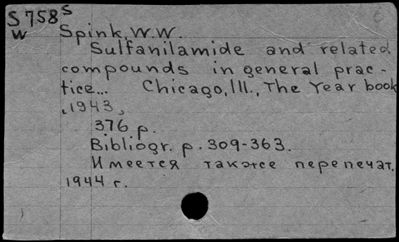 S 758 S
W Spink, W.W.
Sulfanilamide and related
compounds in general prac-
tice... Chicago, Ill., The Year book
,1943,
376 p.
Bibliogr. p. 309-363.
Имеется также перепечат.
1944 г.